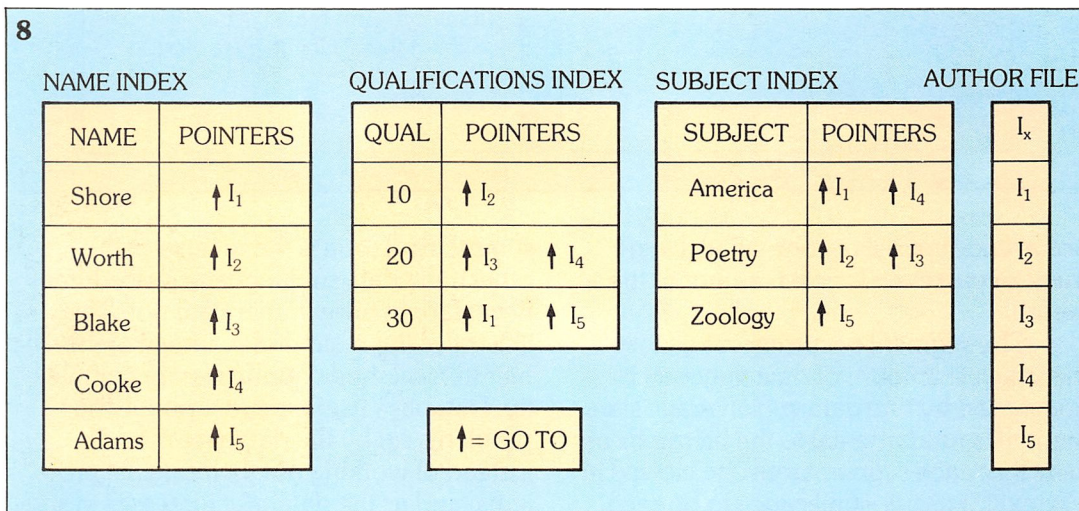 8
NAME INDEX
NAME POINTERS
Shore ↑ I₁
Worth ↑ I₂
Blake ↑ I₃
Cooke ↑ I₄
Adams ↑ I₅
QUALIFICATIONS INDEX
QUAL POINTERS
10 ↑ I₂
20 ↑ I₃ ↑ I₄
30 ↑ I₁ ↑ I₅
↑ = GO TO
SUBJECT INDEX
SUBJECT POINTERS
America ↑ I₁ ↑ I₄
Poetry ↑ I₂ ↑ I₃
Zoology ↑ I₅
AUTHOR FILE
Iₓ
I₁
I₂
I₃
I₄
I₅